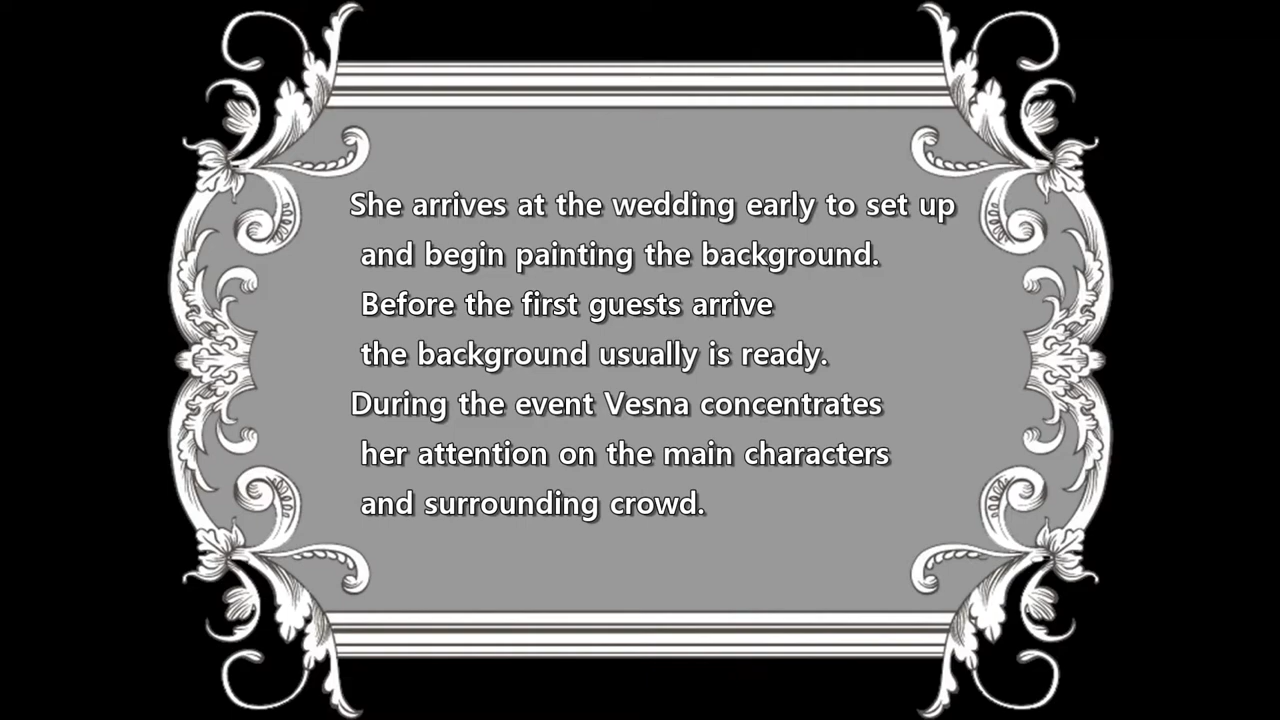 She arrives at the wedding early to set up
and begin painting the background.
Before the first guests arrive
the background usually is ready.
During the event Vesna concentrates
her attention on the main characters
and surrounding crowd.